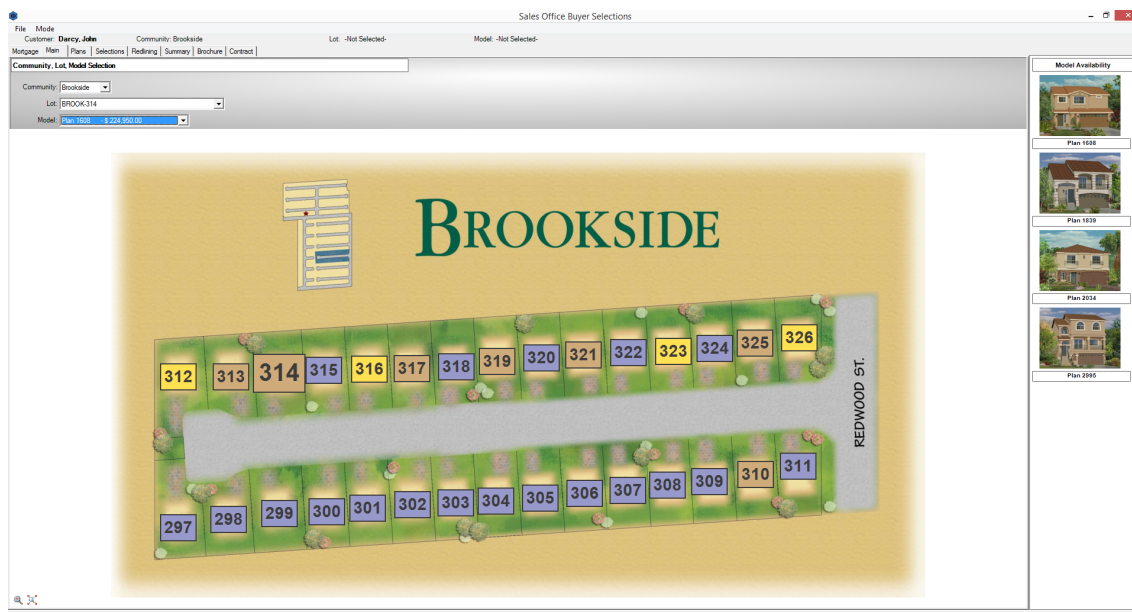 Sales Office Buyer Selections
File Mode
Customer: Darcy, John Community: Brookside Lot: -Not Selected- Model: -Not Selected-
Mortgage Main Plans Selections Redlining Summary Brochure Contract
Community, Lot, Model Selection
Community: Brookside
Lot: BROOK-314
Model: Plan 1608 - $ 224,950.00
BROOKSIDE
312 313 314 315 316 317 318 319 320 321 322 323 324 325 326
REDWOOD ST.
297 298 299 300 301 302 303 304 305 306 307 308 309 310 311
Model Availability
Plan 1608
Plan 1839
Plan 2034
Plan 2995